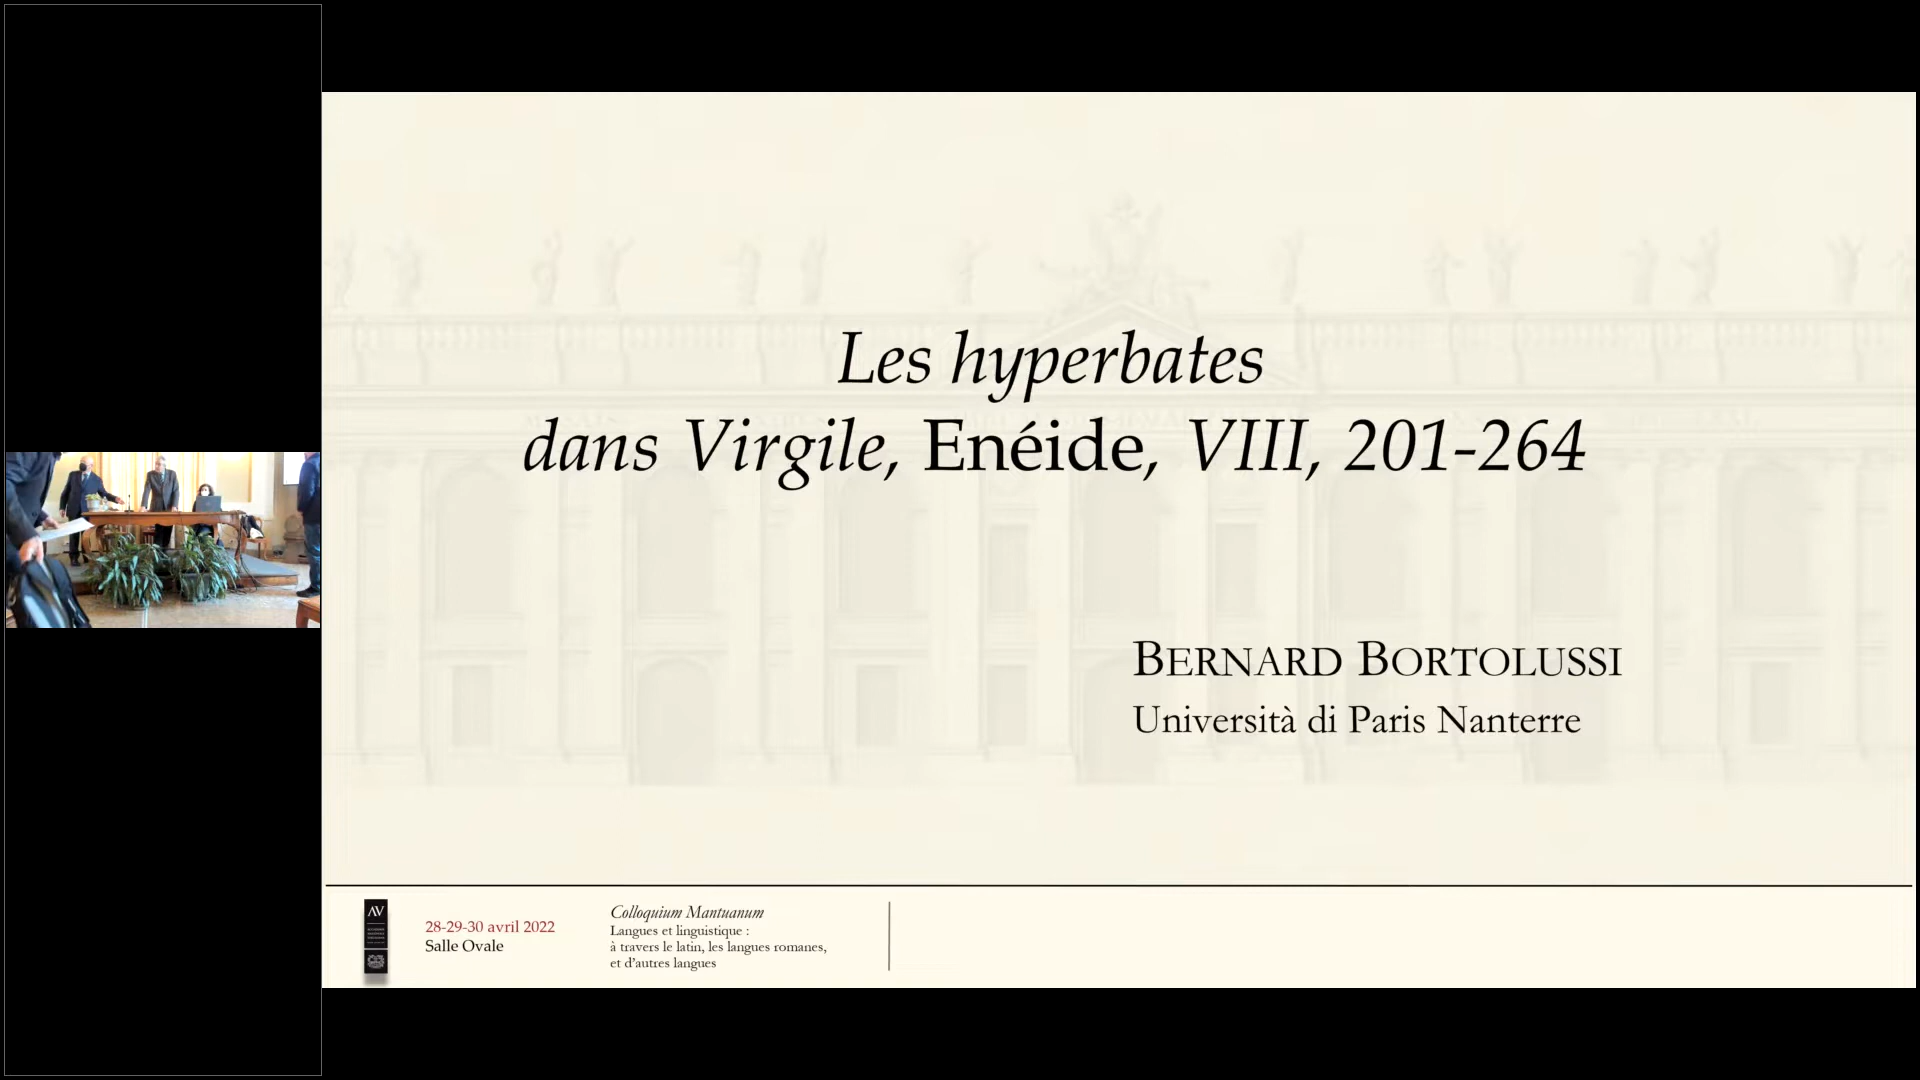 Les hyperbates
dans Virgile, Enéide, VIII, 201-264
BERNARD BORTOLUSSI
Università di Paris Nanterre
AV
28-29-30 avril 2022
Salle Ovale
Colloquium Mantuanum
Langues et linguistique :
à travers le latin, les langues romanes,
et d'autres langues